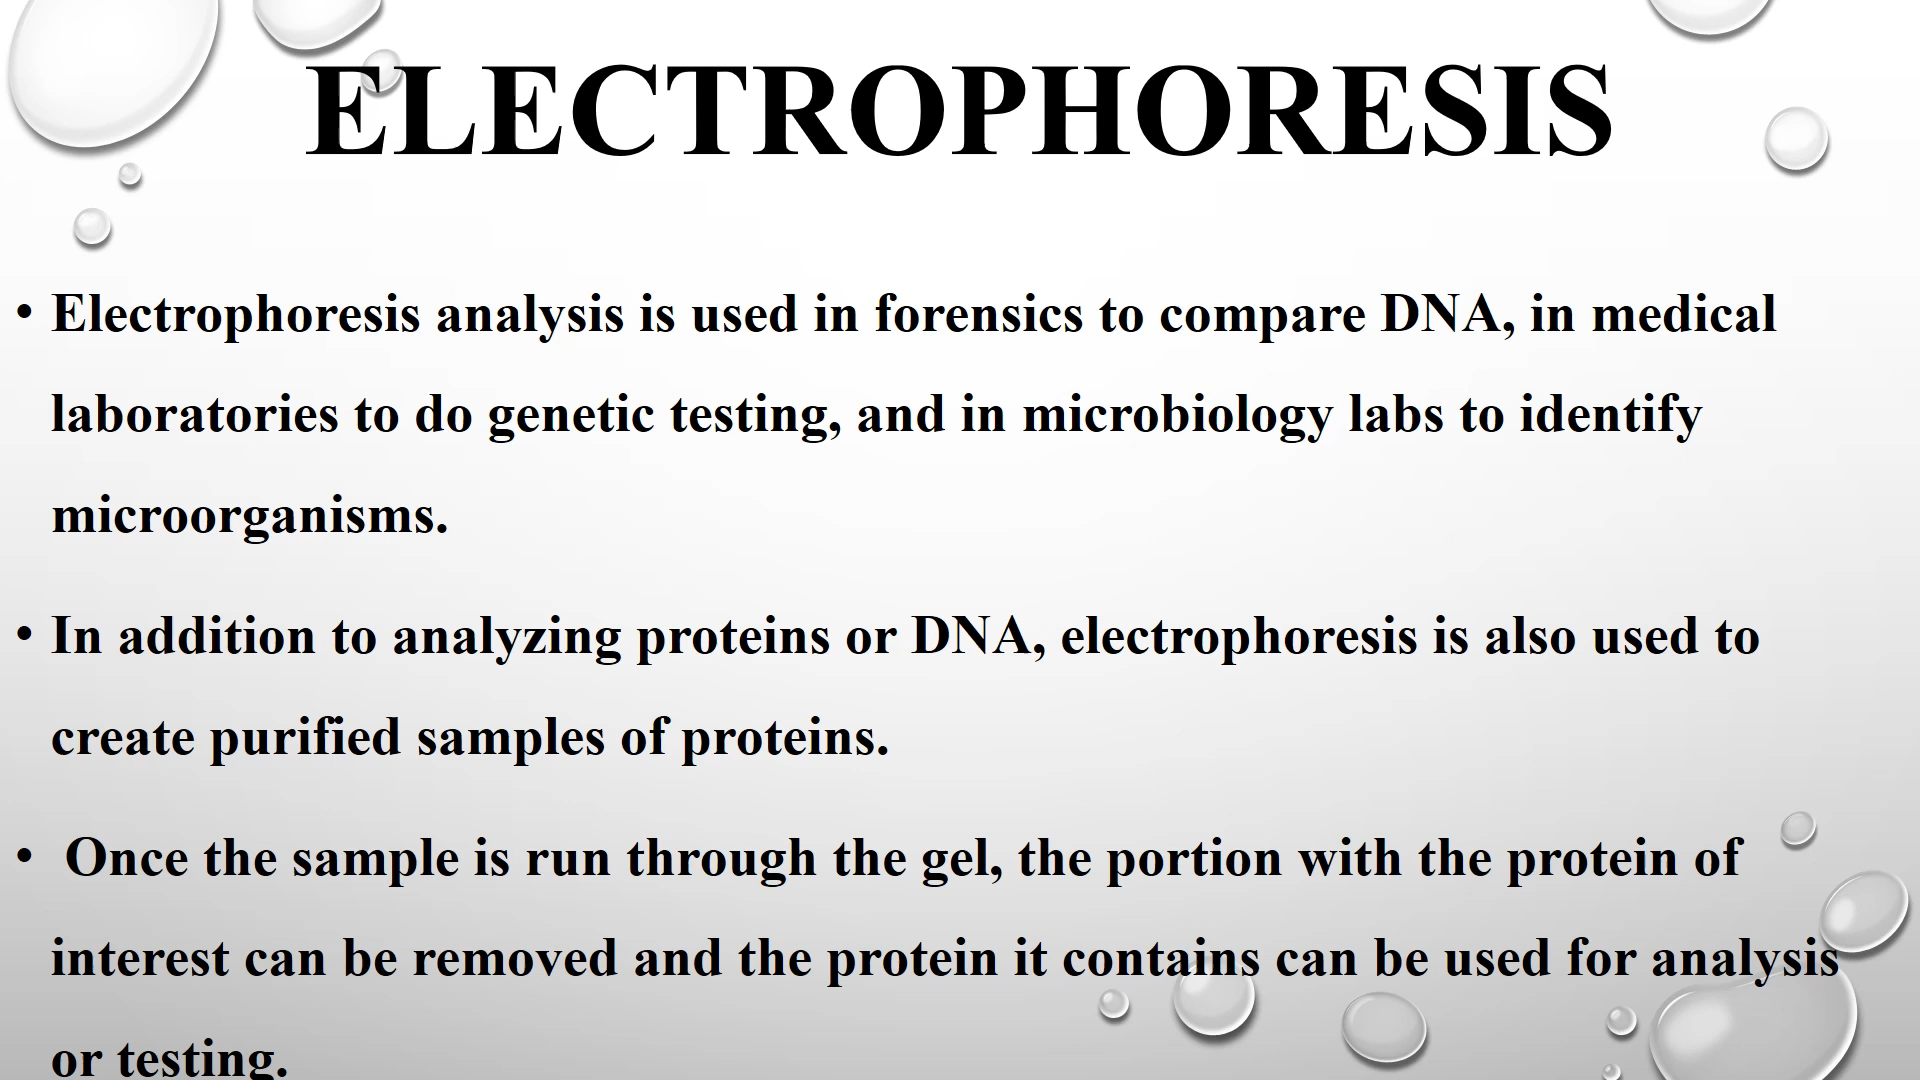 ELECTROPHORESIS
• Electrophoresis analysis is used in forensics to compare DNA, in medical
laboratories to do genetic testing, and in microbiology labs to identify
microorganisms.
• In addition to analyzing proteins or DNA, electrophoresis is also used to
create purified samples of proteins.
• Once the sample is run through the gel, the portion with the protein of
interest can be removed and the protein it contains can be used for analysis
or testing.